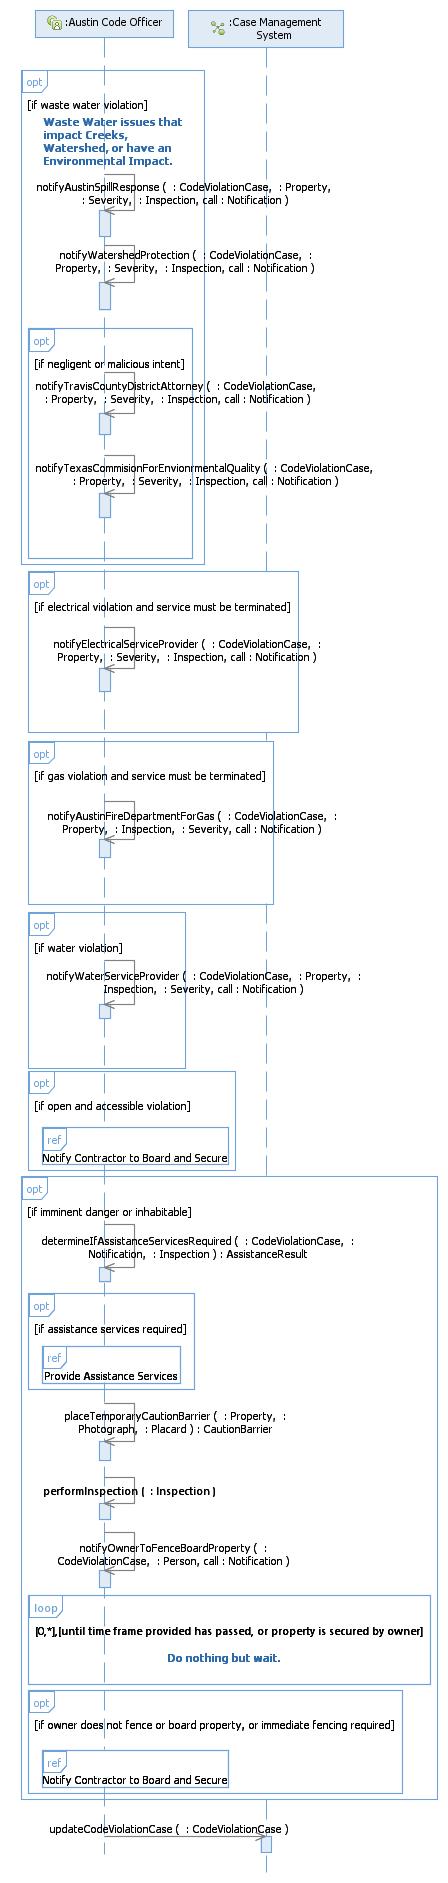 :Austin Code Officer
:Case Management
System
opt
[if waste water violation]
Waste Water issues that
impact Creeks,
Watershed, or have an
Environmental Impact.
notifyAustinSpillResponse ( : CodeViolationCase, : Property,
: Severity, : Inspection, call : Notification )
notifyWatershedProtection ( : CodeViolationCase, :
Property, : Severity, : Inspection, call : Notification )
opt
[if negligent or malicious intent]
notifyTravisCountyDistrictAttorney ( : CodeViolationCase,
: Property, : Severity, : Inspection, call : Notification )
notifyTexasCommisionForEnvionrmentalQuality ( : CodeViolationCase,
: Property, : Severity, : Inspection, call : Notification )
opt
[if electrical violation and service must be terminated]
notifyElectricalServiceProvider ( : CodeViolationCase, :
Property, : Severity, : Inspection, call : Notification )
opt
[if gas violation and service must be terminated]
notifyAustinFireDepartmentForGas ( : CodeViolationCase, :
Property, : Inspection, : Severity, call : Notification )
opt
[if water violation]
notifyWaterServiceProvider ( : CodeViolationCase, : Property, :
Inspection, : Severity, call : Notification )
opt
[if open and accessible violation]
ref
Notify Contractor to Board and Secure
opt
[if imminent danger or inhabitable]
determineIfAssistanceServicesRequired ( : CodeViolationCase, :
Notification, : Inspection ) : AssistanceResult
opt
[if assistance services required]
ref
Provide Assistance Services
placeTemporaryCautionBarrier ( : Property, :
Photograph, : Placard ) : CautionBarrier
performInspection ( : Inspection )
notifyOwnerToFenceBoardProperty ( :
CodeViolationCase, : Person, call : Notification )
loop
[0,*],[until time frame provided has passed, or property is secured by owner]
Do nothing but wait.
opt
[if owner does not fence or board property, or immediate fencing required]
ref
Notify Contractor to Board and Secure
updateCodeViolationCase ( : CodeViolationCase )